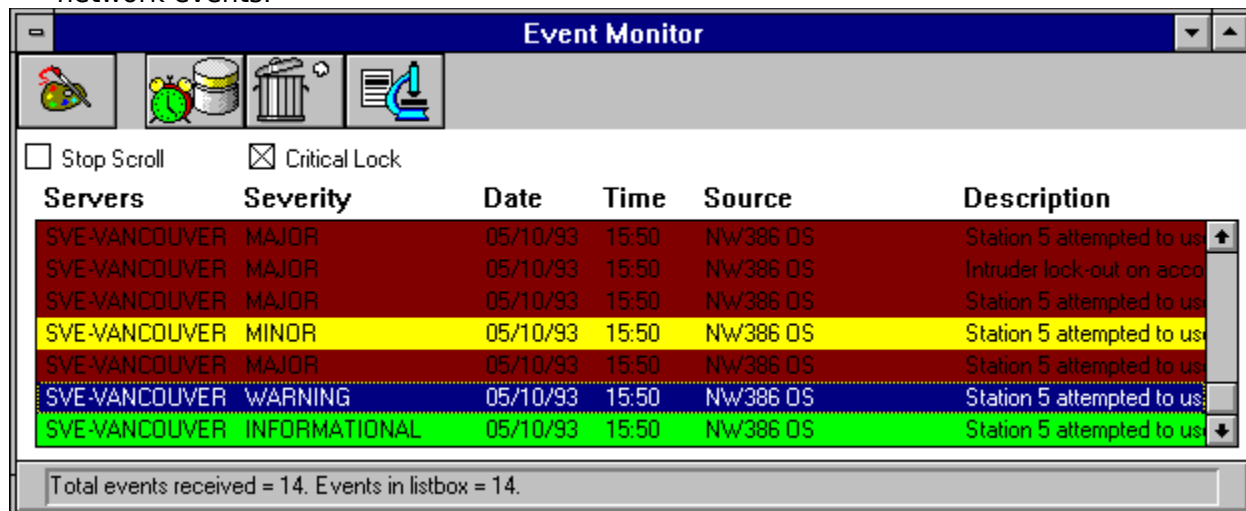 network events.
Event Monitor
Stop Scroll Critical Lock
Servers Severity Date Time Source Description
SVE-VANCOUVER MAJOR 05/10/93 15:50 NW386 OS Station 5 attempted to us
SVE-VANCOUVER MAJOR 05/10/93 15:50 NW386 OS Intruder lock-out on acco
SVE-VANCOUVER MAJOR 05/10/93 15:50 NW386 OS Station 5 attempted to us
SVE-VANCOUVER MINOR 05/10/93 15:50 NW386 OS Station 5 attempted to us
SVE-VANCOUVER MAJOR 05/10/93 15:50 NW386 OS Station 5 attempted to us
SVE-VANCOUVER WARNING 05/10/93 15:50 NW386 OS Station 5 attempted to us
SVE-VANCOUVER INFORMATIONAL 05/10/93 15:50 NW386 OS Station 5 attempted to us
Total events received = 14. Events in listbox = 14.